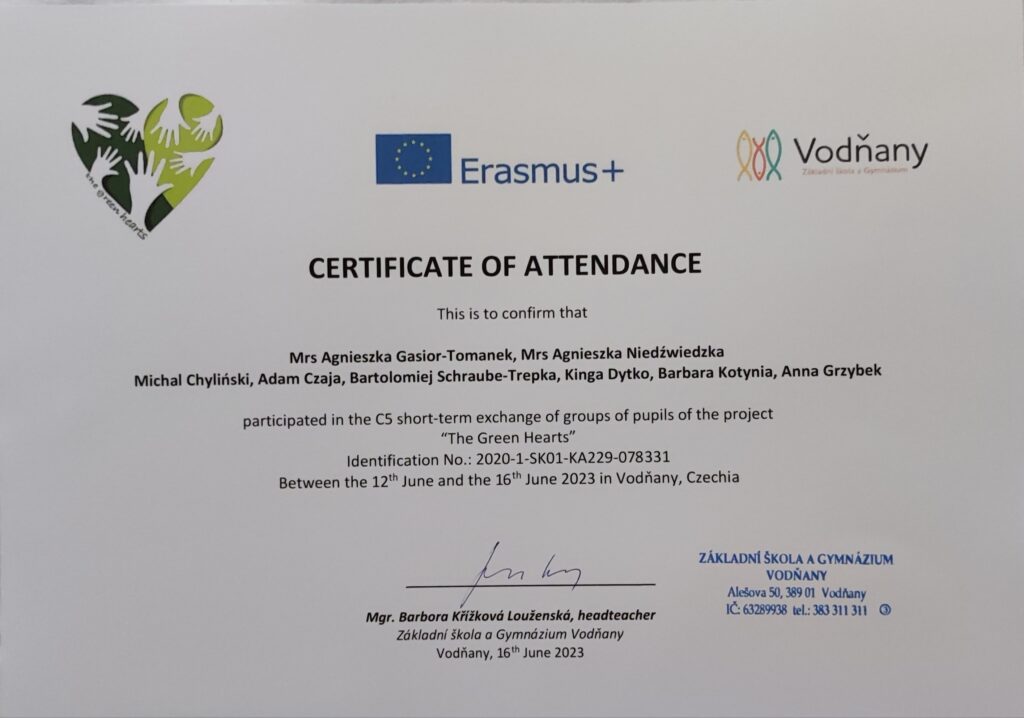 the green hearts
Erasmus+
Vodňany
Základní škola a Gymnázium
CERTIFICATE OF ATTENDANCE
This is to confirm that
Mrs Agnieszka Gasior-Tomanek, Mrs Agnieszka Niedźwiedzka
Michal Chyliński, Adam Czaja, Bartolomiej Schraube-Trepka, Kinga Dytko, Barbara Kotynia, Anna Grzybek
participated in the C5 short-term exchange of groups of pupils of the project
“The Green Hearts”
Identification No.: 2020-1-SK01-KA229-078331
Between the 12th June and the 16th June 2023 in Vodňany, Czechia
Mgr. Barbora Křížková Louženská, headteacher
Základní škola a Gymnázium Vodňany
Vodňany, 16th June 2023
ZÁKLADNÍ ŠKOLA A GYMNÁZIUM
VODŇANY
Alešova 50, 389 01 Vodňany
IČ: 63289938 tel.: 383 311 311 ③